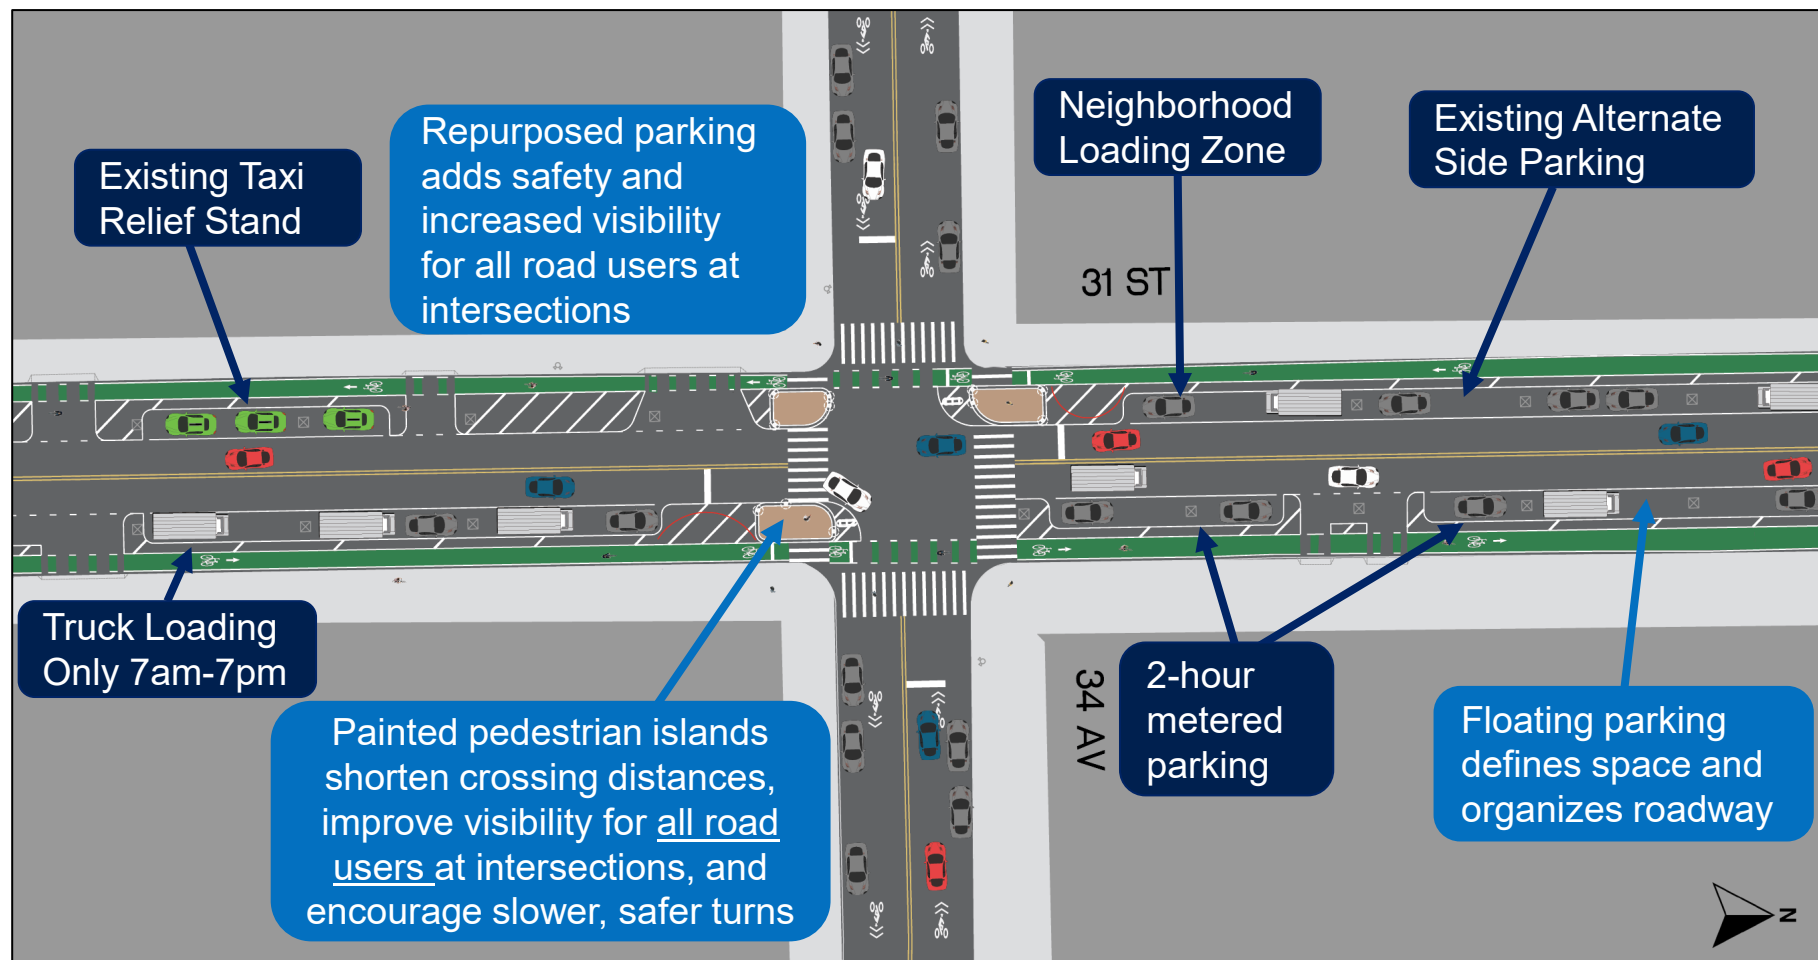 Existing Taxi
Relief Stand
Repurposed parking
adds safety and
increased visibility
for all road users at
intersections
Neighborhood
Loading Zone
Existing Alternate
Side Parking
31 ST
Truck Loading
Only 7am-7pm
Painted pedestrian islands
shorten crossing distances,
improve visibility for all road
users at intersections, and
encourage slower, safer turns
34 AV
2-hour
metered
parking
Floating parking
defines space and
organizes roadway
N